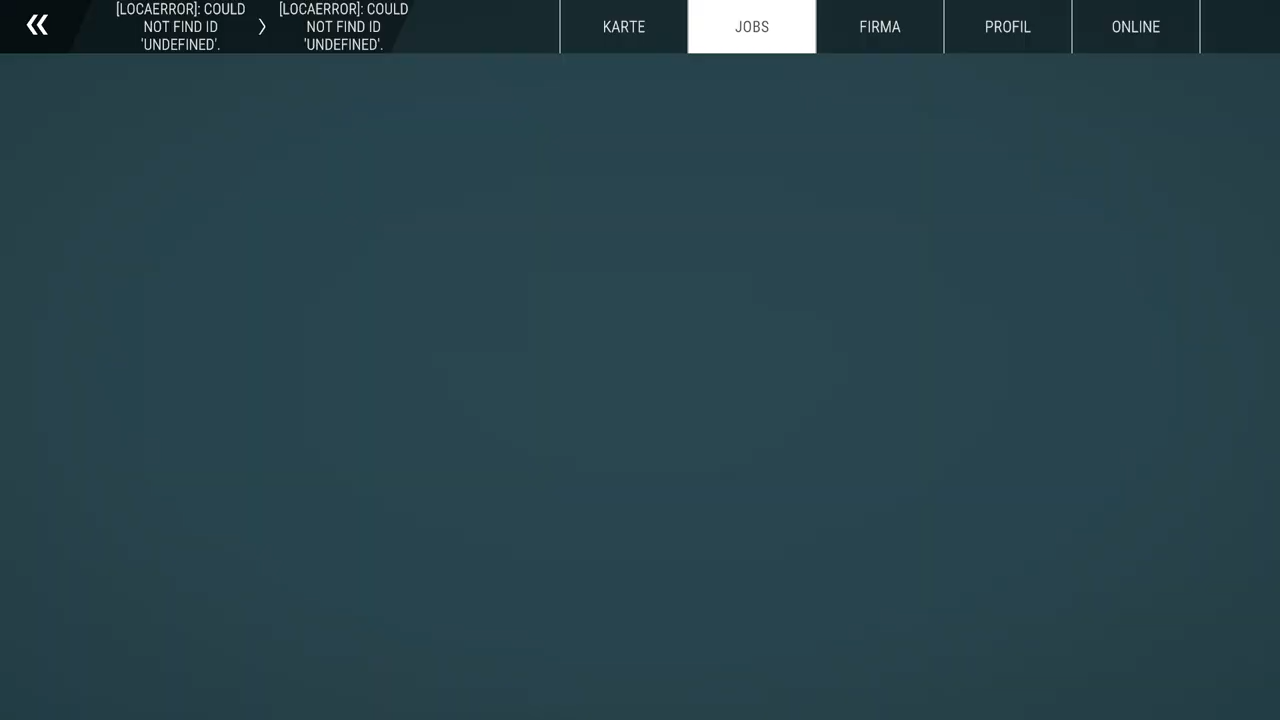 [LOCAERROR]: COULD
NOT FIND ID
'UNDEFINED'.
[LOCAERROR]: COULD
NOT FIND ID
'UNDEFINED'.
KARTE
JOBS
FIRMA
PROFIL
ONLINE